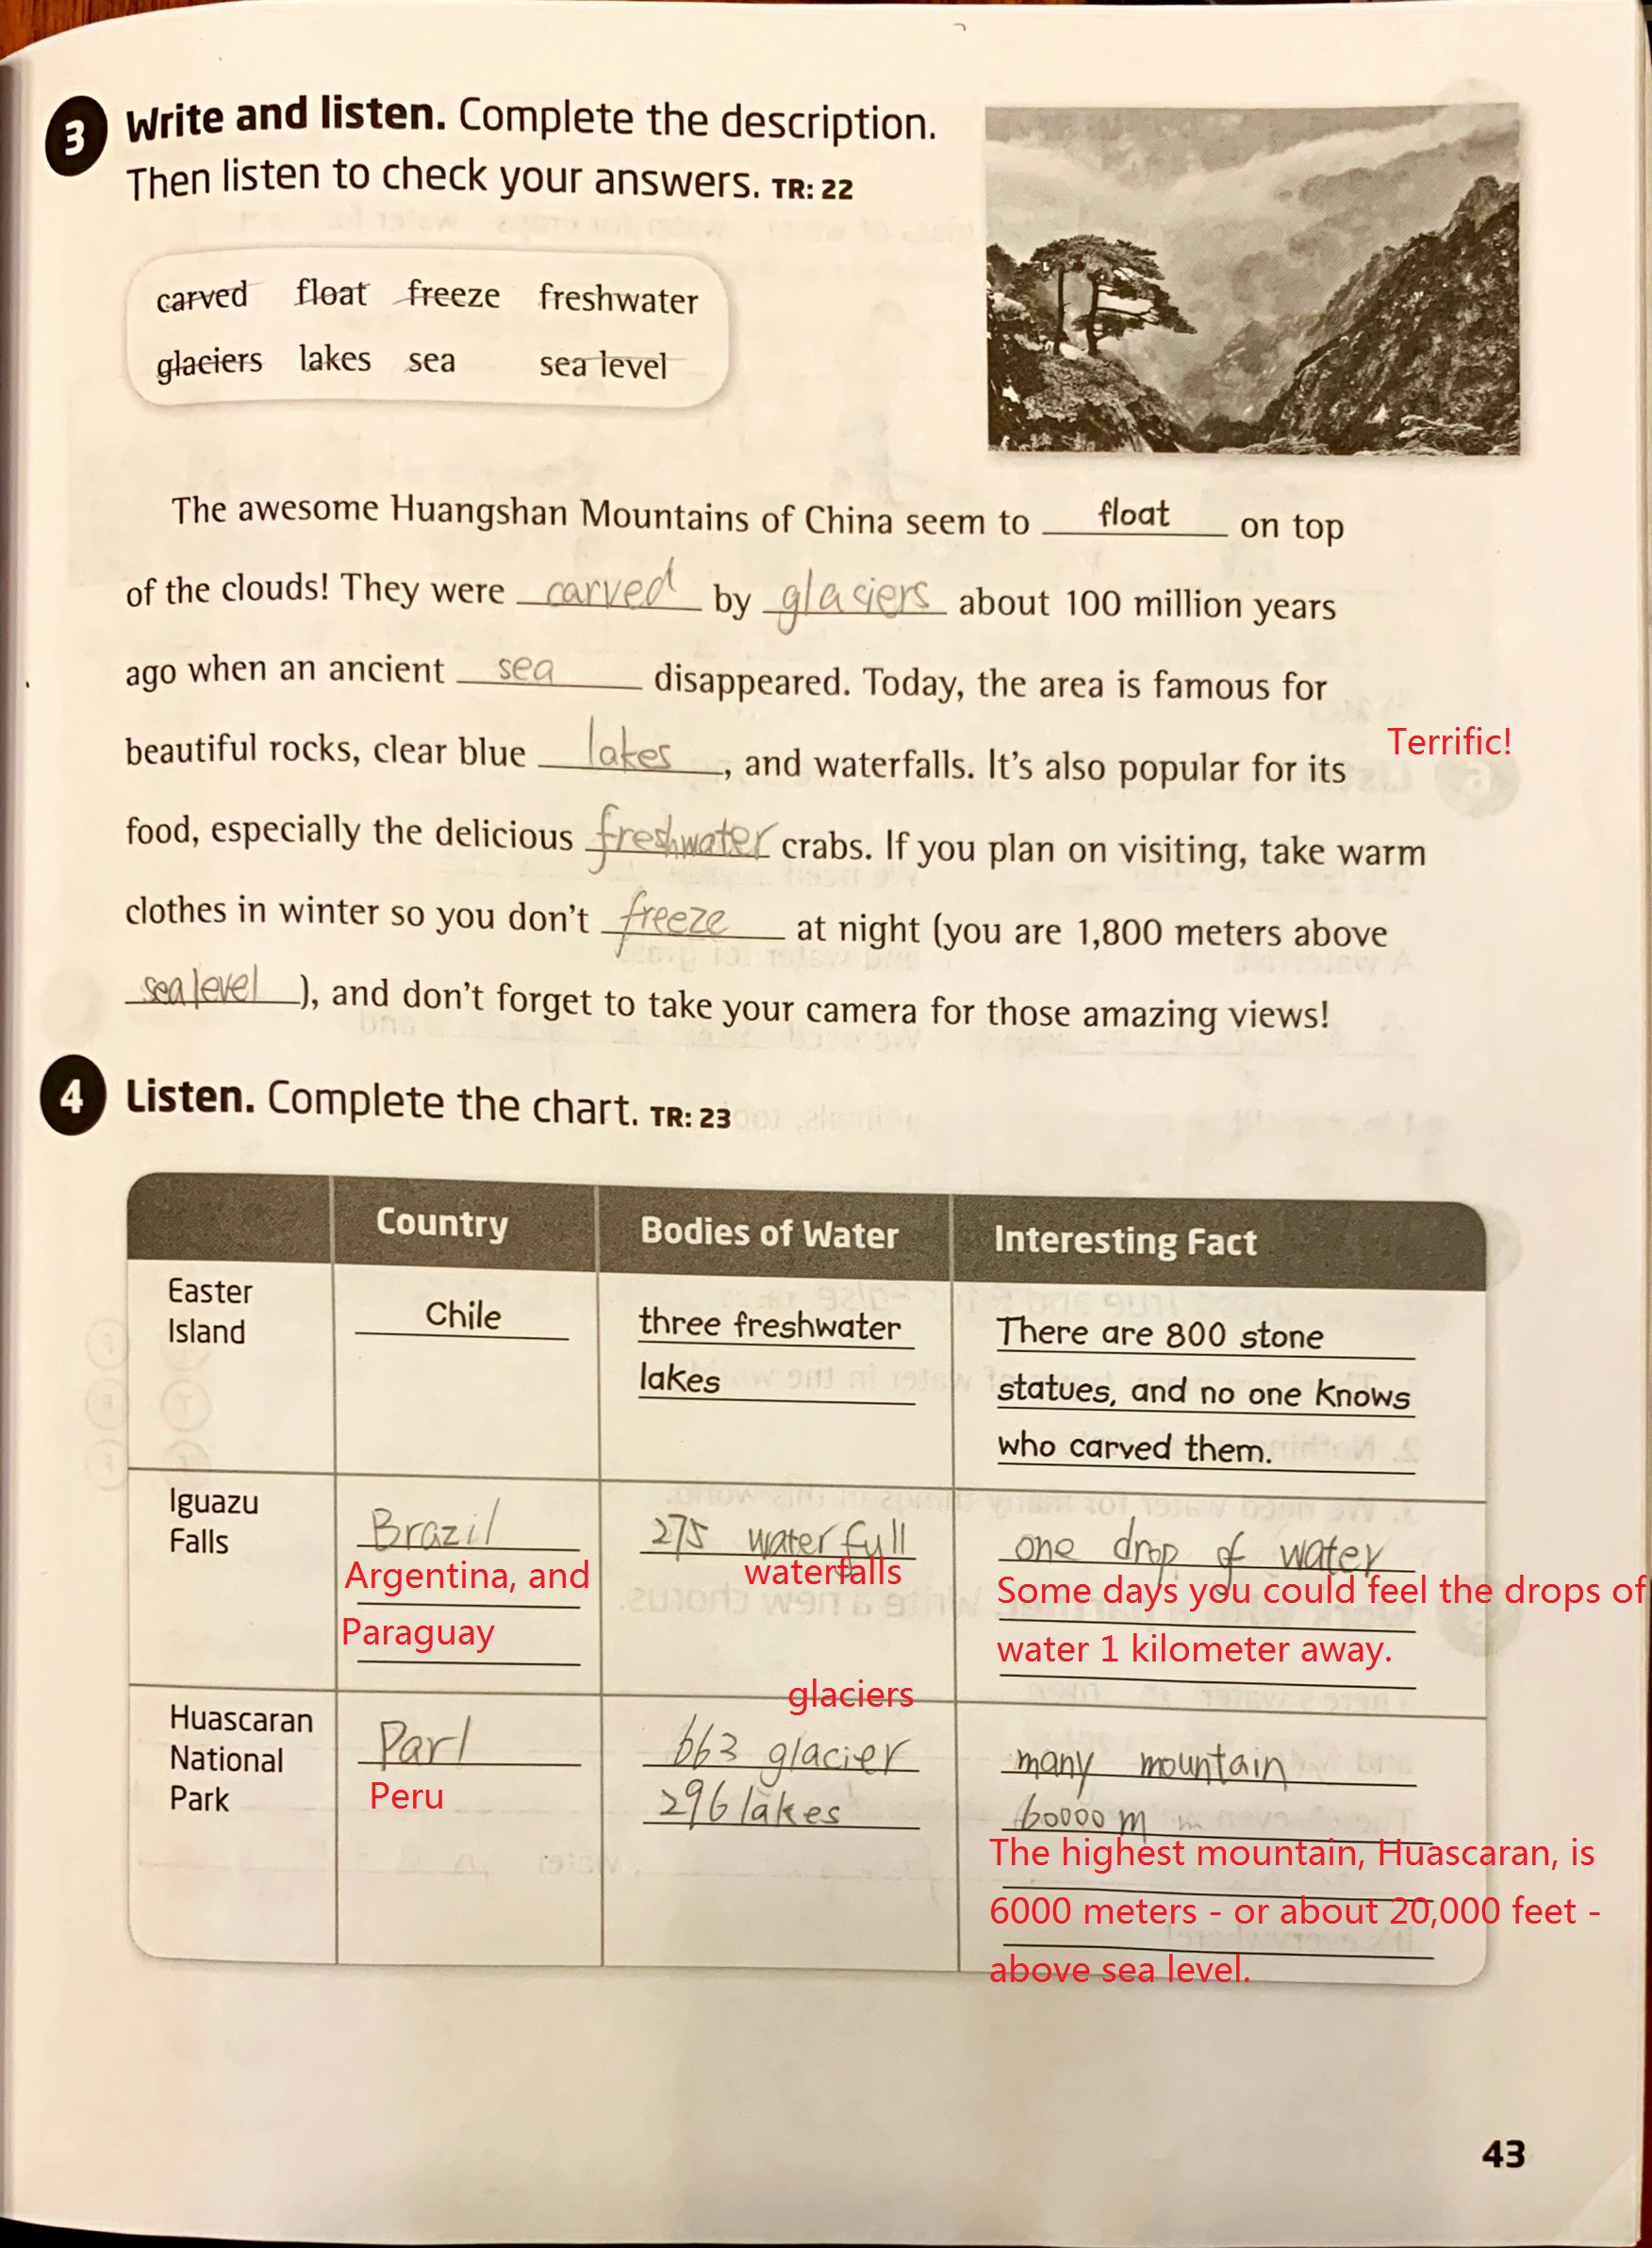 3 Write and listen. Complete the description.
Then listen to check your answers. TR: 22
carved float freeze freshwater
glaciers lakes sea sea level
The awesome Huangshan Mountains of China seem to float on top
of the clouds! They were carved by glaciers about 100 million years
ago when an ancient sea disappeared. Today, the area is famous for
beautiful rocks, clear blue lakes, and waterfalls. It's also popular for its
Terrific!
food, especially the delicious freshwater crabs. If you plan on visiting, take warm
clothes in winter so you don't freeze at night (you are 1,800 meters above
sea level), and don't forget to take your camera for those amazing views!
4 Listen. Complete the chart. TR: 23
Country Bodies of Water Interesting Fact
Easter
Island
Chile
three freshwater
lakes
There are 800 stone
statues, and no one knows
who carved them.
Iguazu
Falls
Brazil
Argentina, and
Paraguay
275 water full
waterfalls
one drop of water
Some days you could feel the drops of
water 1 kilometer away.
Huascaran
National
Park
Parl
Peru
glaciers
663 glacier
296 lakes
many mountain
60000 m
The highest mountain, Huascaran, is
6000 meters - or about 20,000 feet -
above sea level.
43